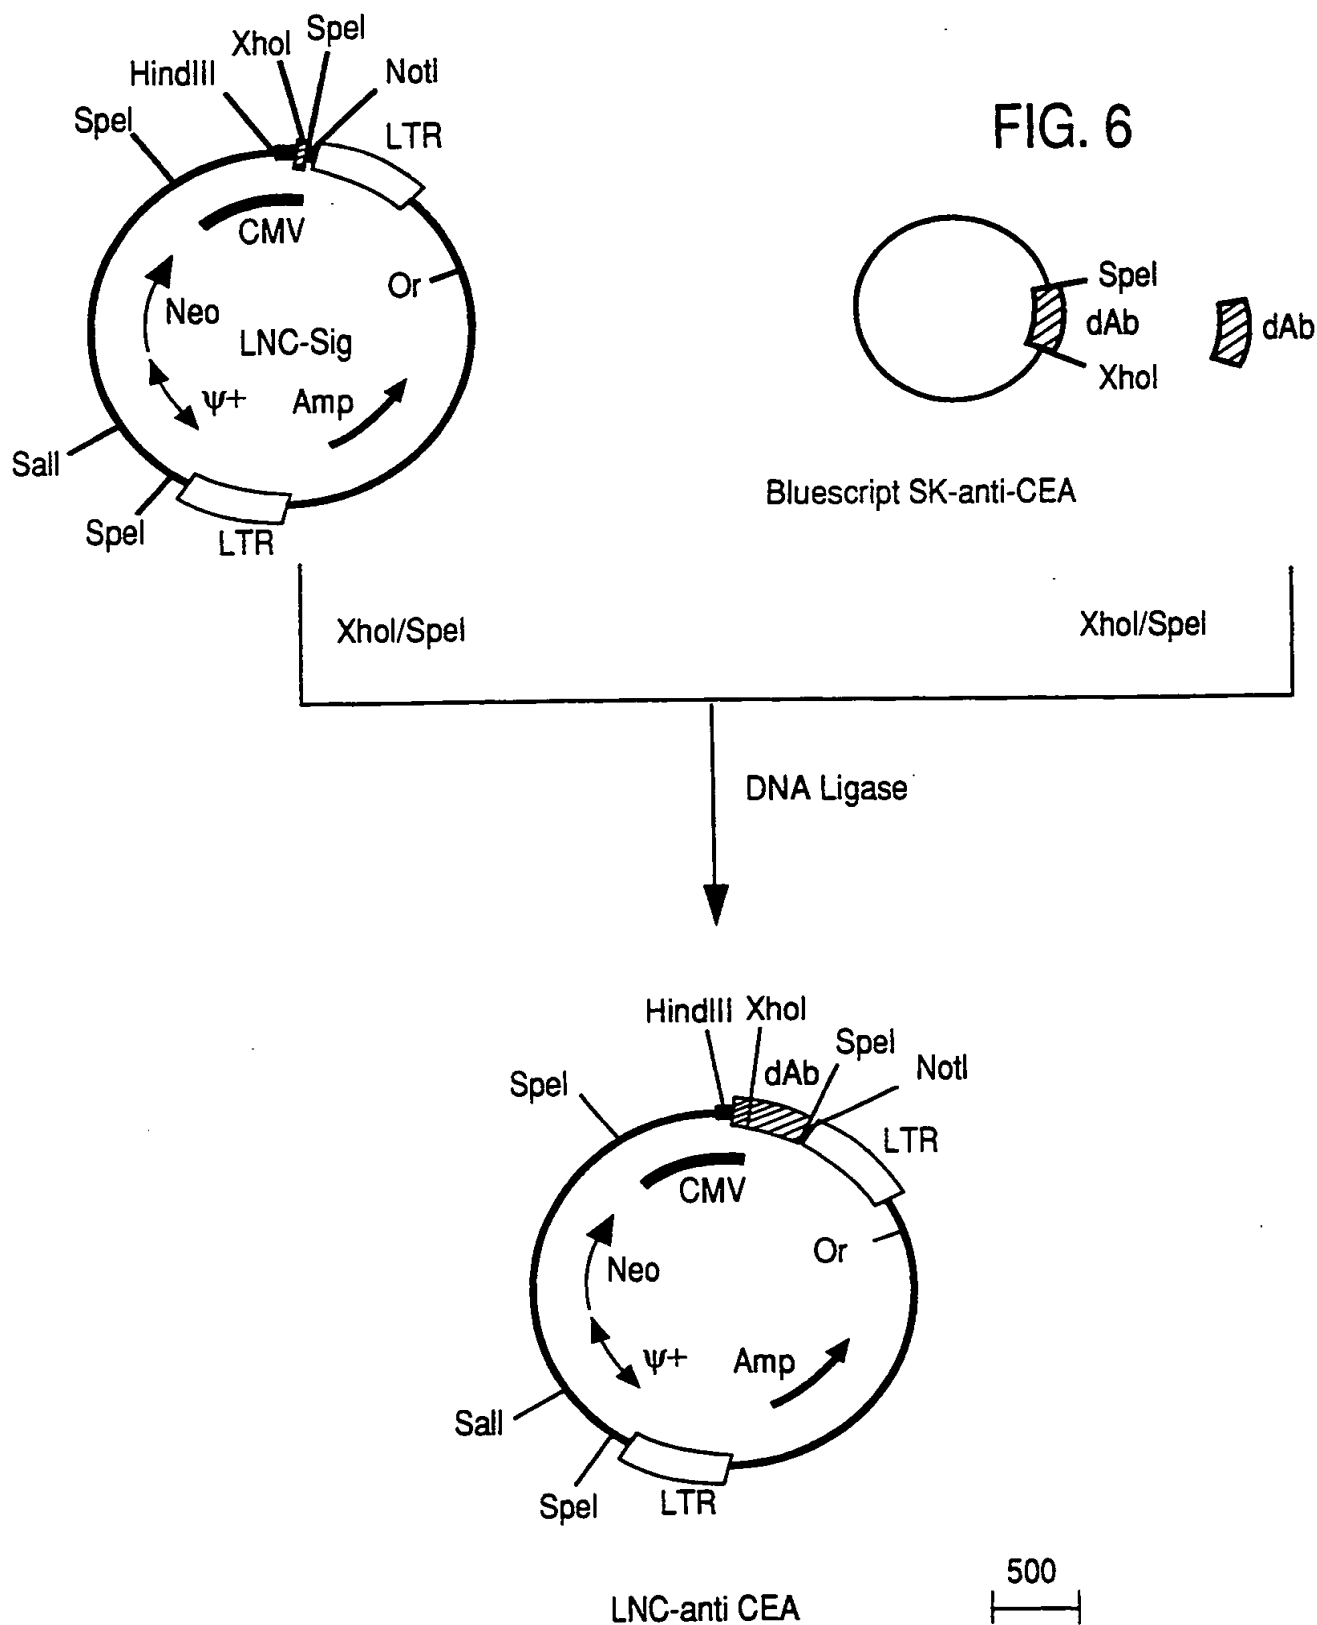 FIG. 6
SpeI
XhoI
HindIII
NotI
SpeI
LTR
CMV
Or
Neo
LNC-Sig
ψ+
Amp
SalI
SpeI
LTR
SpeI
dAb
XhoI
dAb
Bluescript SK-anti-CEA
XhoI/SpeI
XhoI/SpeI
DNA Ligase
HindIII
XhoI
SpeI
dAb
NotI
SpeI
LTR
CMV
Or
Neo
ψ+
Amp
SalI
SpeI
LTR
500
LNC-anti CEA